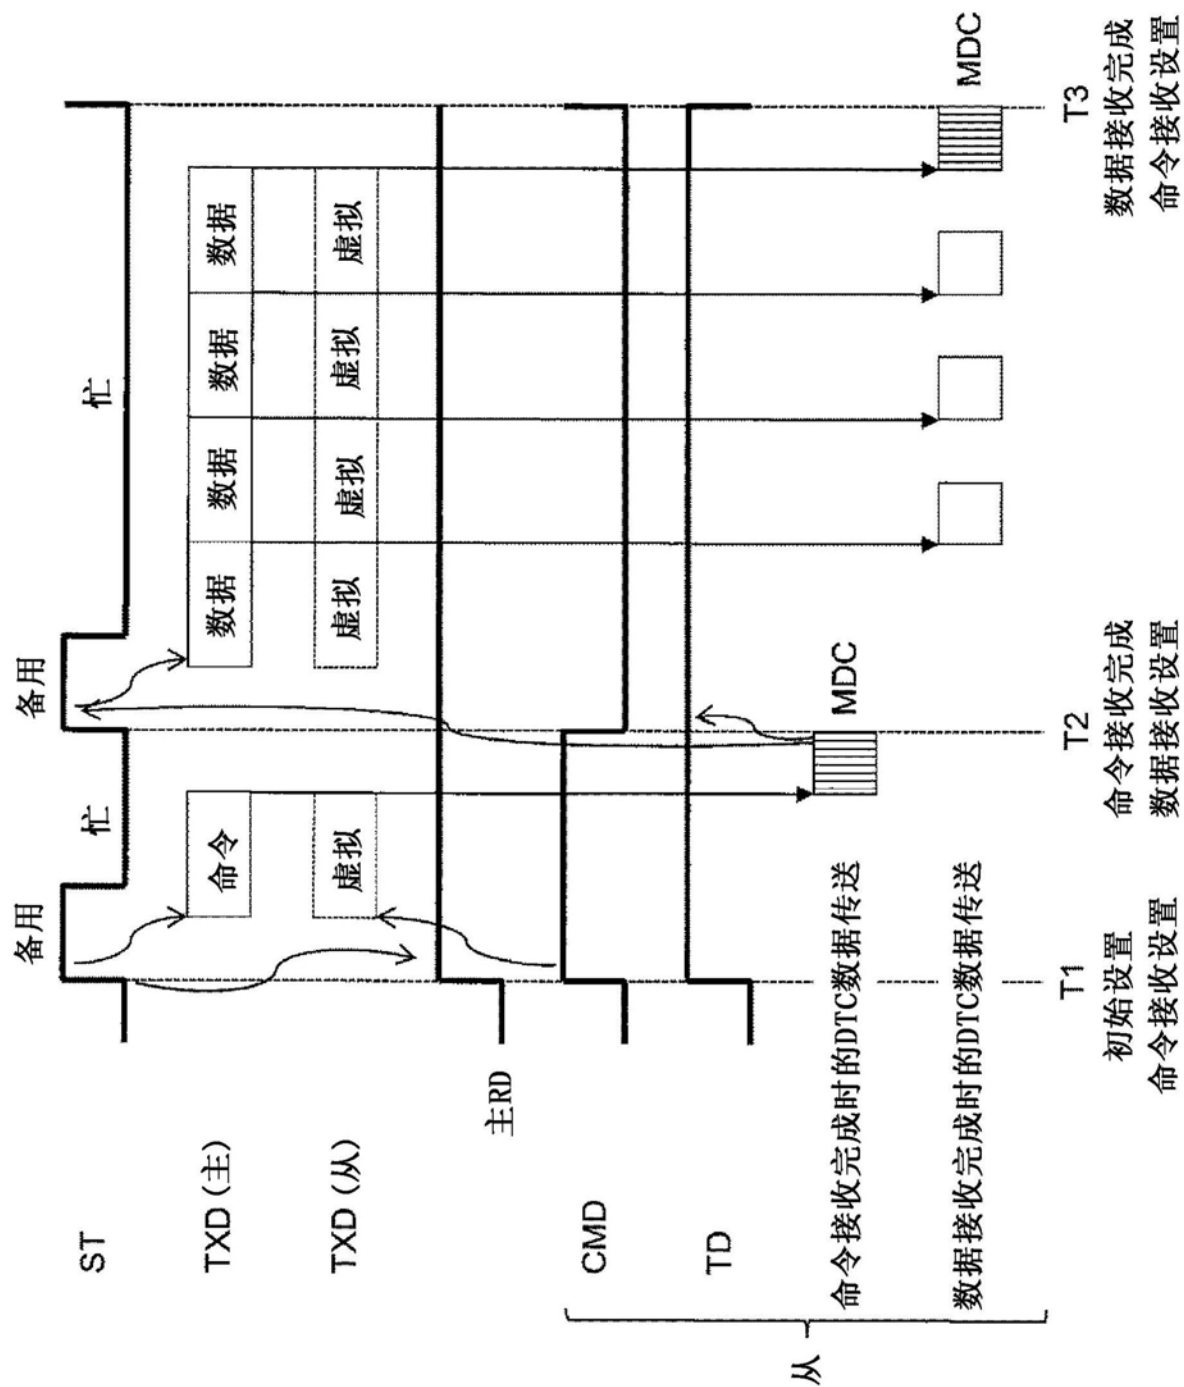 备用
忙
备用
忙
ST
TXD (主)
命令
数据
数据
数据
数据
TXD (从)
虚拟
虚拟
虚拟
虚拟
虚拟
主RD
CMD
TD
命令接收完成时的DTC数据传送
MDC
数据接收完成时的DTC数据传送
MDC
从
T1
初始设置
命令接收设置
T2
命令接收完成
数据接收设置
T3
数据接收完成
命令接收设置